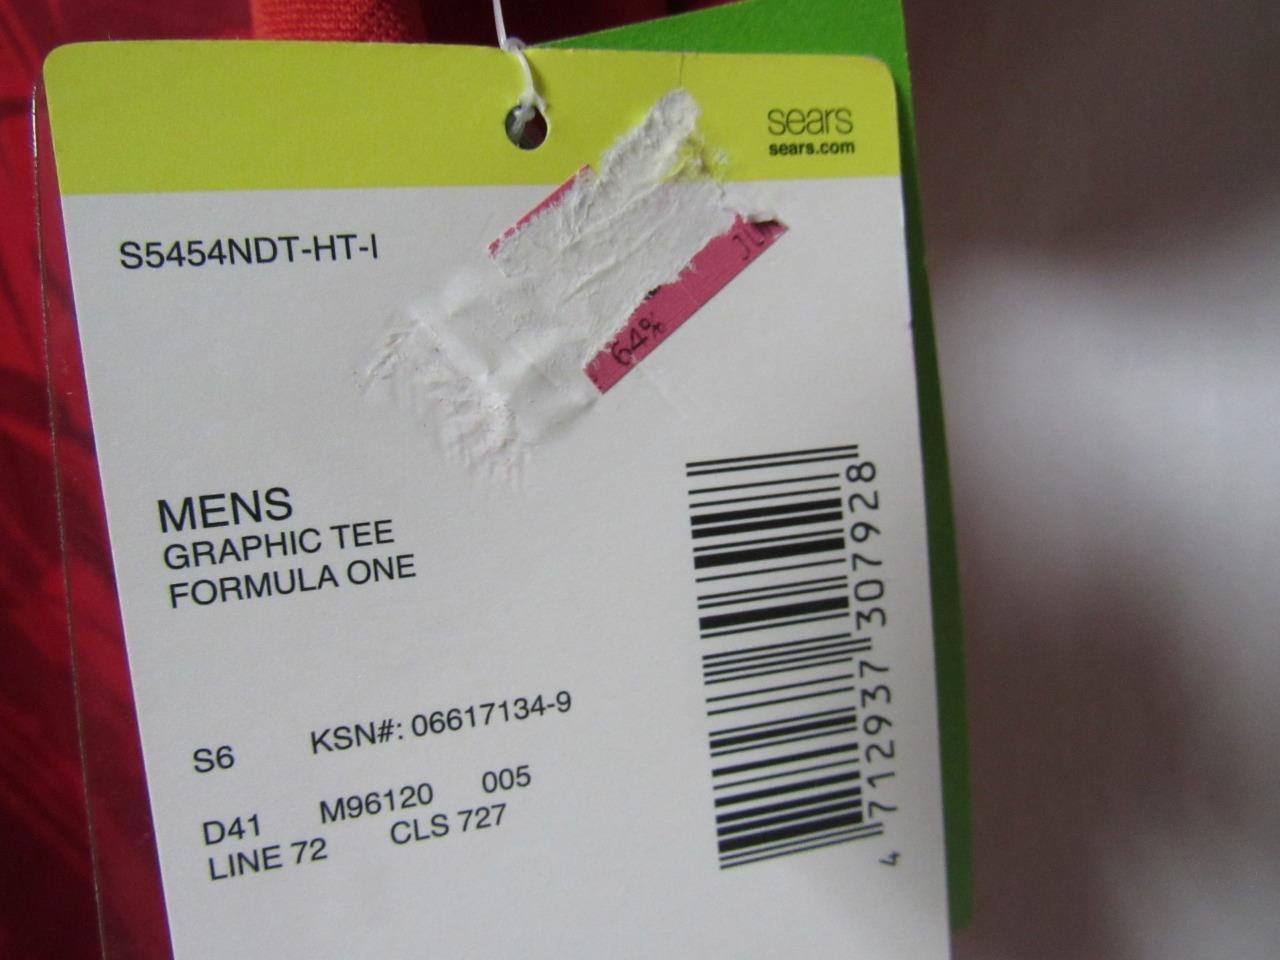 sears
sears.com
S5454NDT-HT-I
64%
MENS
GRAPHIC TEE
FORMULA ONE
S6 KSN#: 06617134-9
D41 M96120 005
LINE 72 CLS 727
4 712937 307928